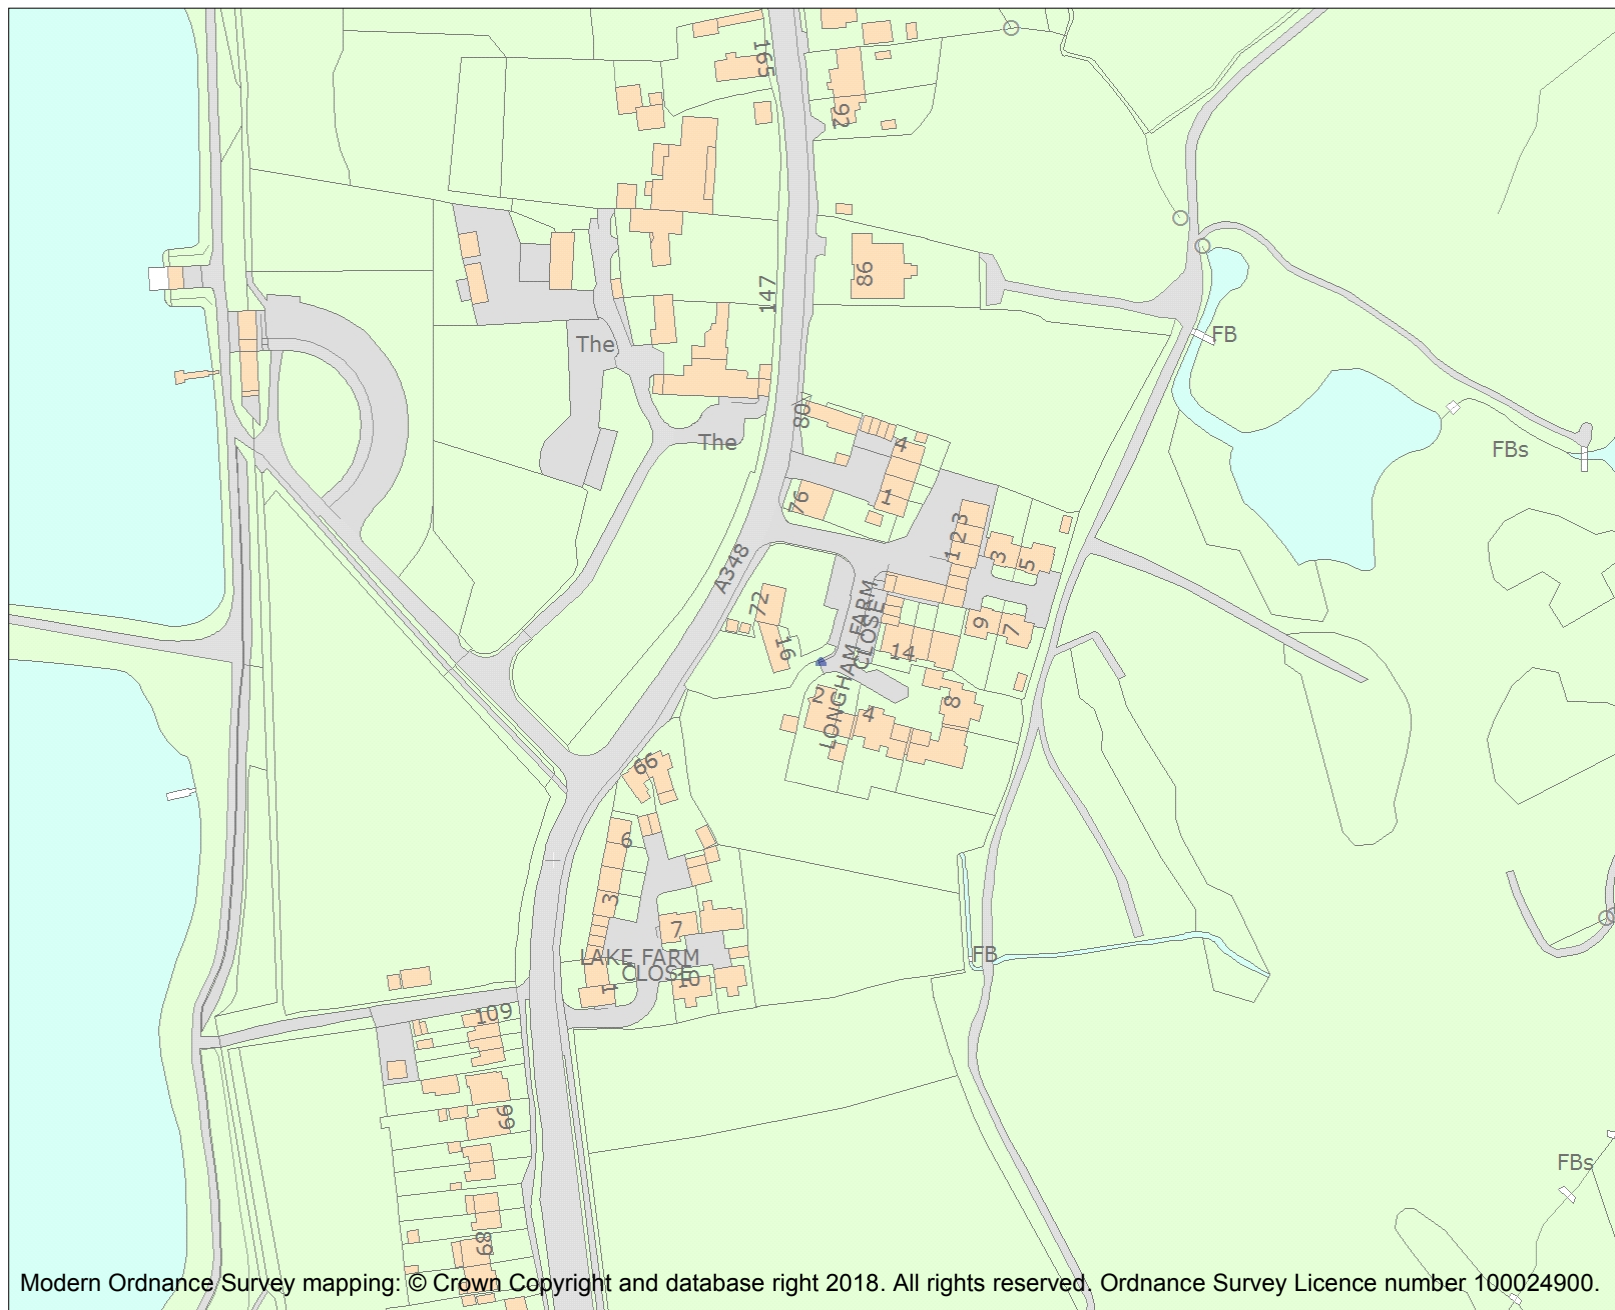 165
92
147
86
The
FB
80
The
4
FBs
76
1
3
2
1
3
5
A348
72
16
LONGHAM FARM
CLOSE
9
7
14
2
4
8
66
6
3
7
LAKE FARM
CLOSE
1
10
FB
109
99
FBs
89
Modern Ordnance Survey mapping: © Crown Copyright and database right 2018. All rights reserved. Ordnance Survey Licence number 100024900.